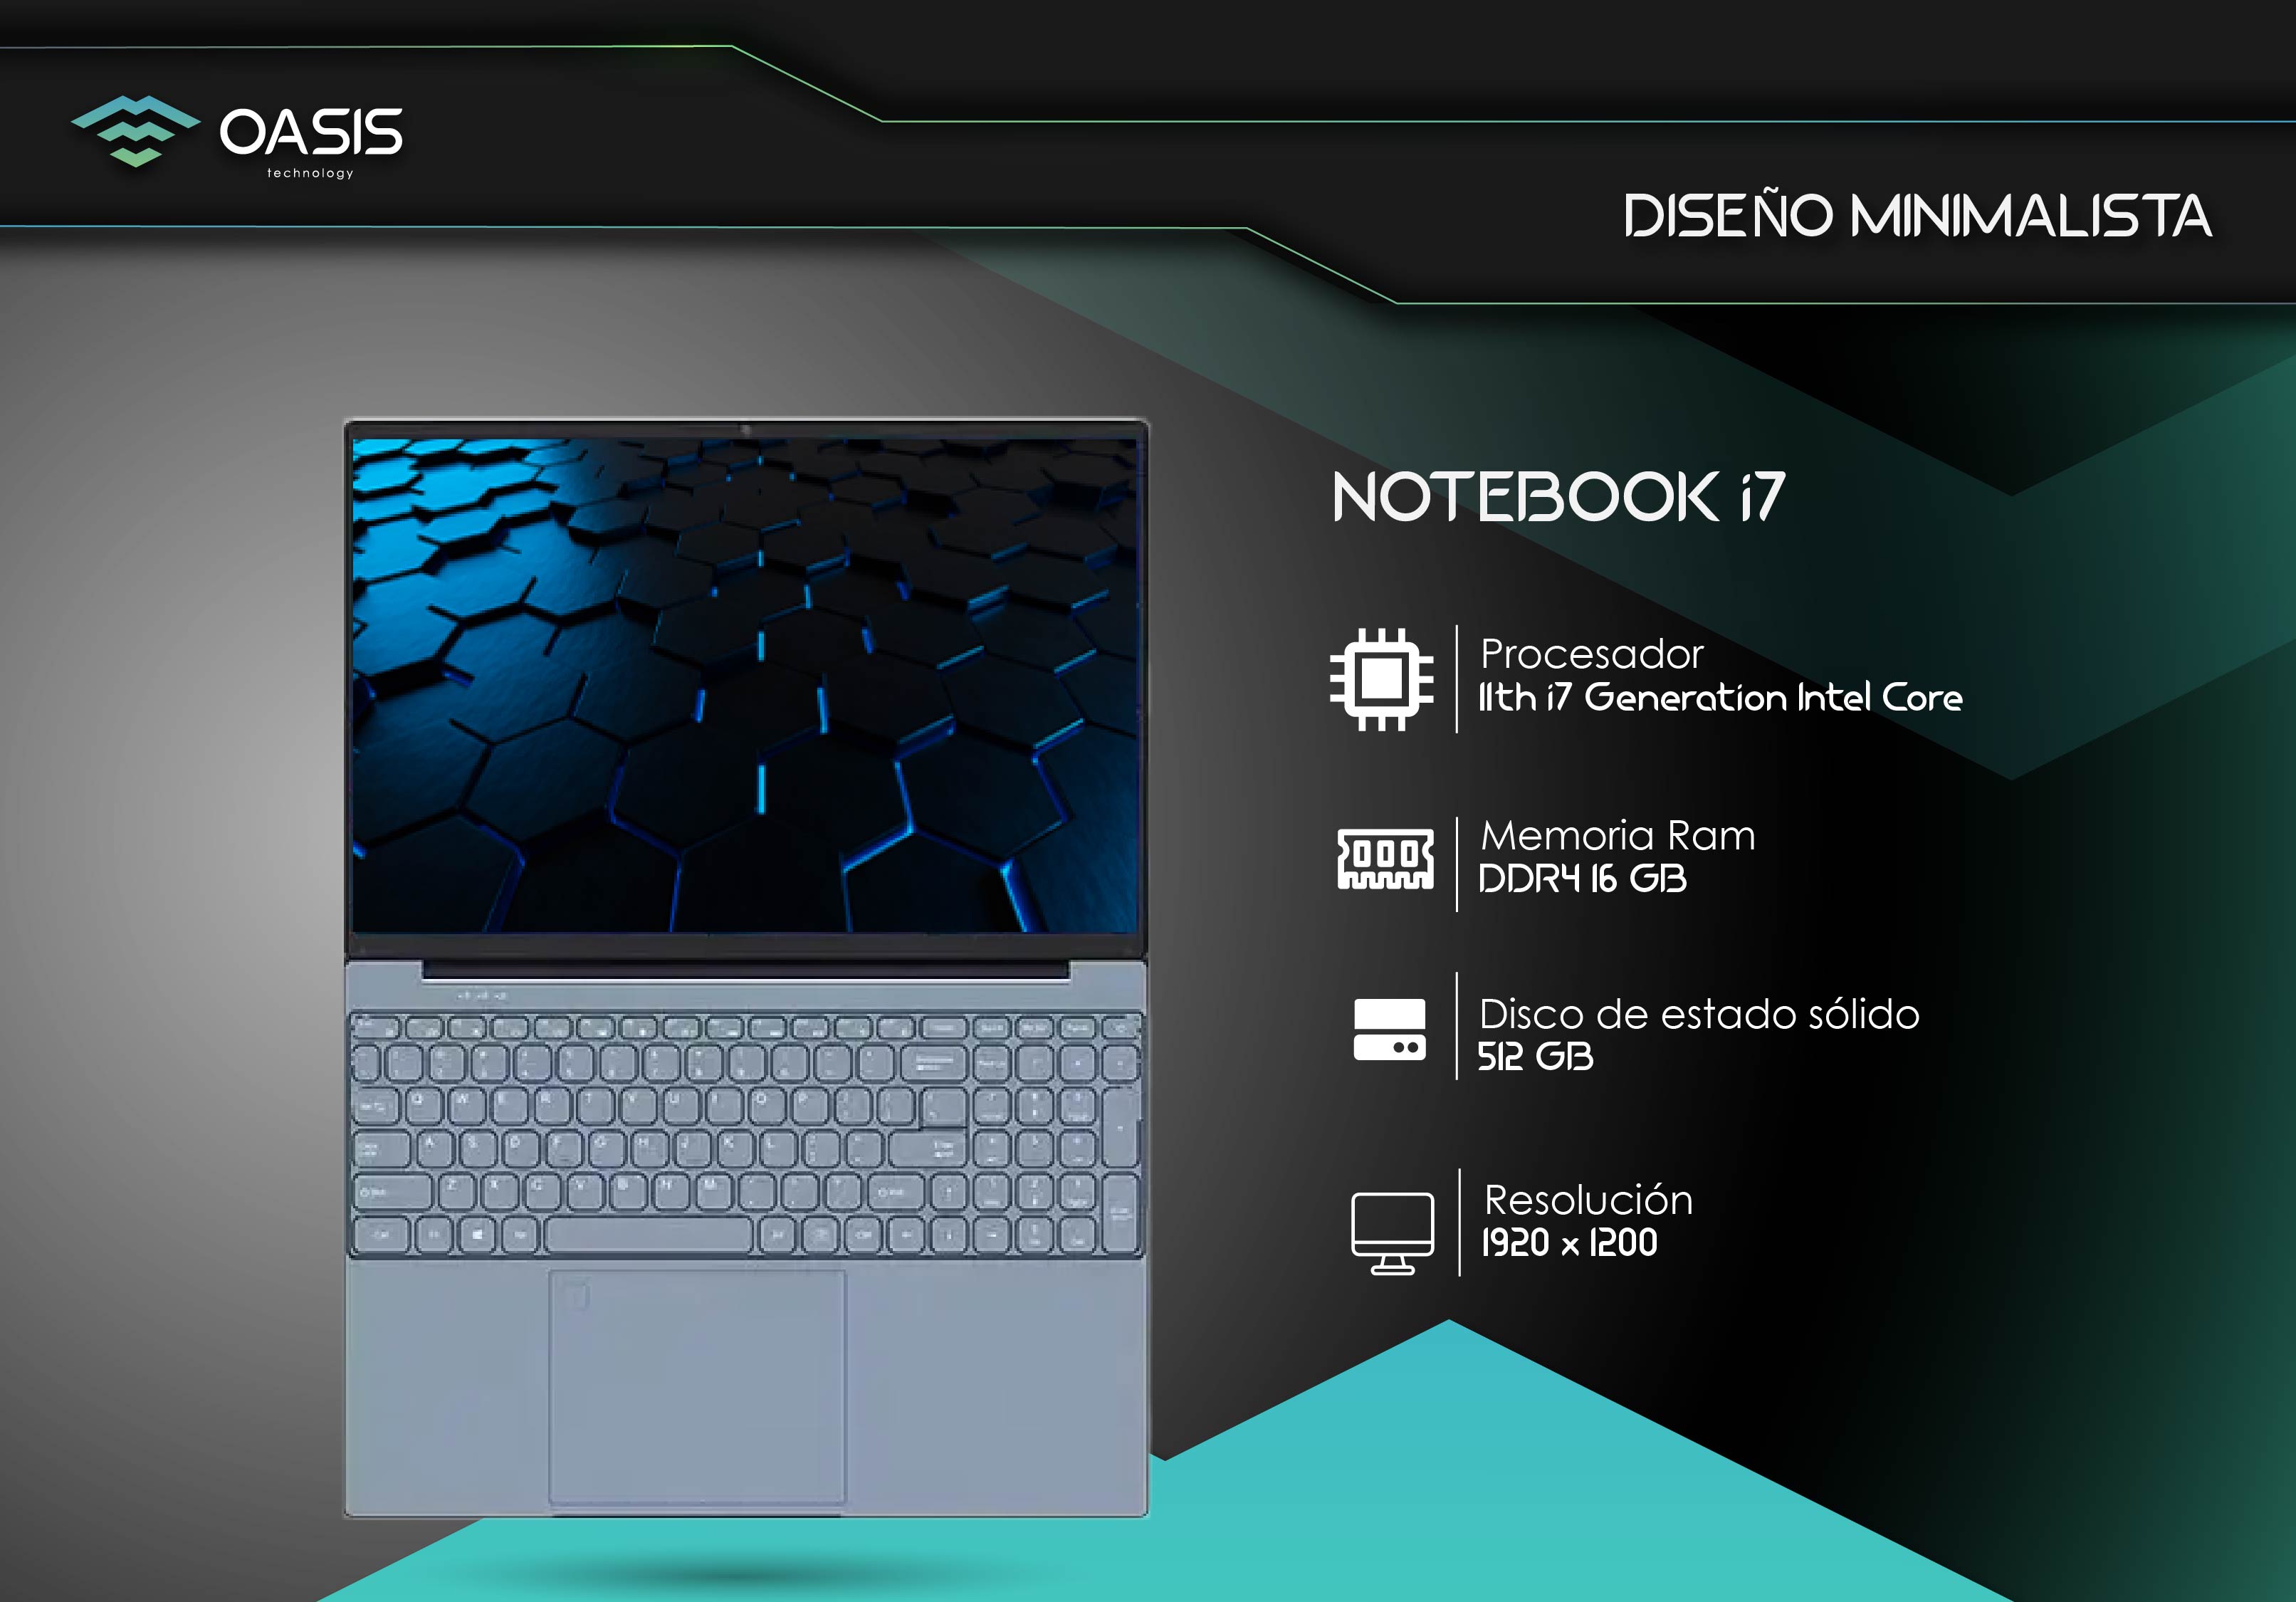 OASIS
technology
DISEÑO MINIMALISTA
NOTEBOOK i7
Procesador
11th i7 Generation Intel Core
Memoria Ram
DDR4 16 GB
Disco de estado sólido
512 GB
Resolución
1920 x 1200
Q W E R T Y U I O P
A S D F G H J K L
Z X C V B N M